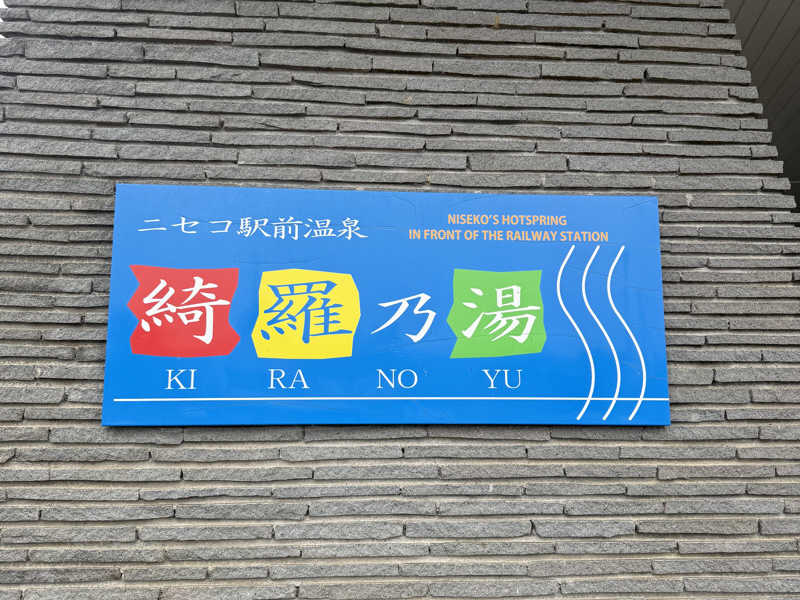 ニセコ駅前温泉
NISEKO'S HOTSPRING
IN FRONT OF THE RAILWAY STATION
綺羅乃湯
KI RA NO YU